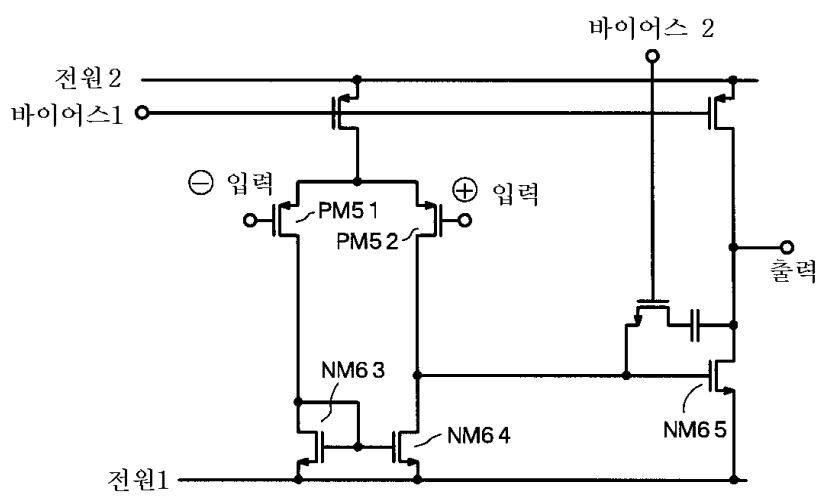 바이어스 2
전원2
바이어스1
⊖ 입력
⊕ 입력
PM51
PM52
출력
NM63
NM64
NM65
전원1